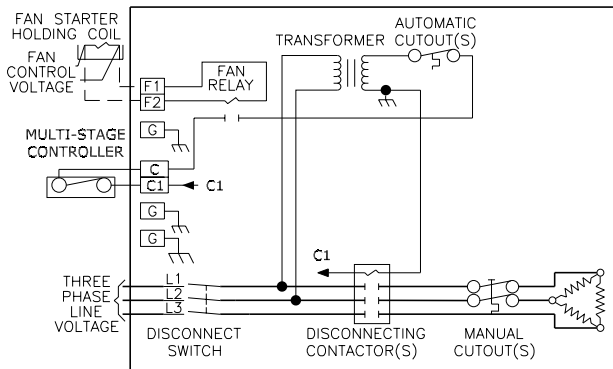 FAN STARTER
HOLDING COIL
FAN
CONTROL
VOLTAGE
F1
F2
FAN
RELAY
TRANSFORMER
AUTOMATIC
CUTOUT(S)
G
MULTI-STAGE
CONTROLLER
C
C1
C1
G
G
C1
THREE
PHASE
LINE
VOLTAGE
L1
L2
L3
DISCONNECT
SWITCH
DISCONNECTING
CONTACTOR(S)
MANUAL
CUTOUT(S)